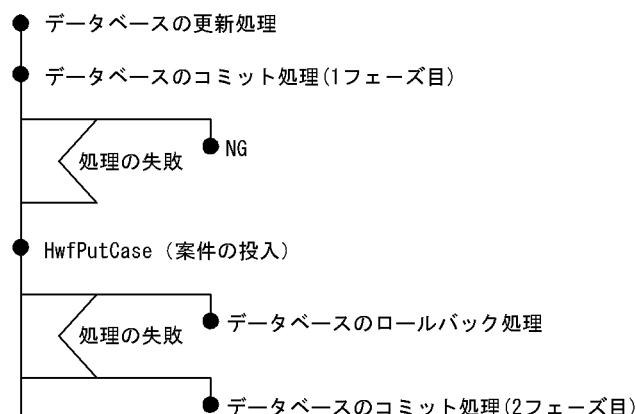 データベースの更新処理
データベースのコミット処理(1フェーズ目)
処理の失敗
NG
HwfPutCase (案件の投入)
処理の失敗
データベースのロールバック処理
データベースのコミット処理(2フェーズ目)